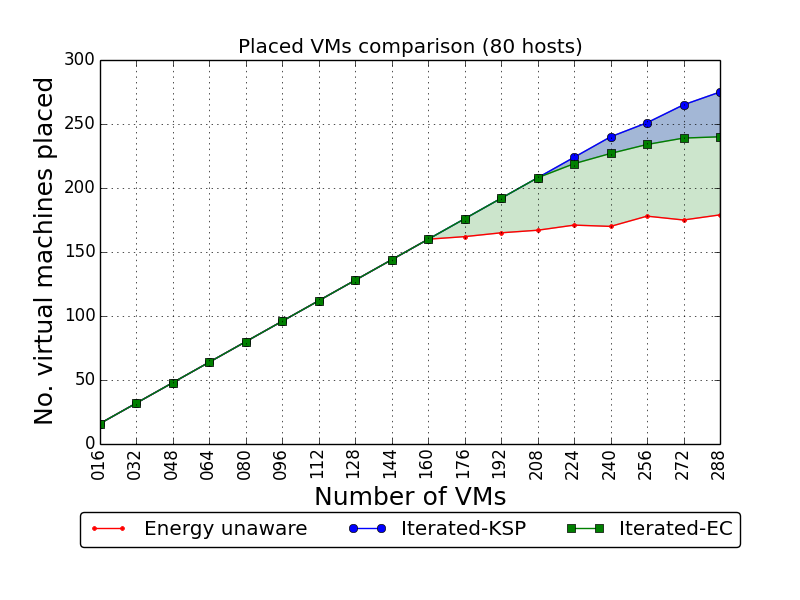 Placed VMs comparison (80 hosts)
No. virtual machines placed
300
250
200
150
100
50
0
016 032 048 064 080 096 112 128 144 160 176 192 208 224 240 256 272 288
Number of VMs
Energy unaware Iterated-KSP Iterated-EC